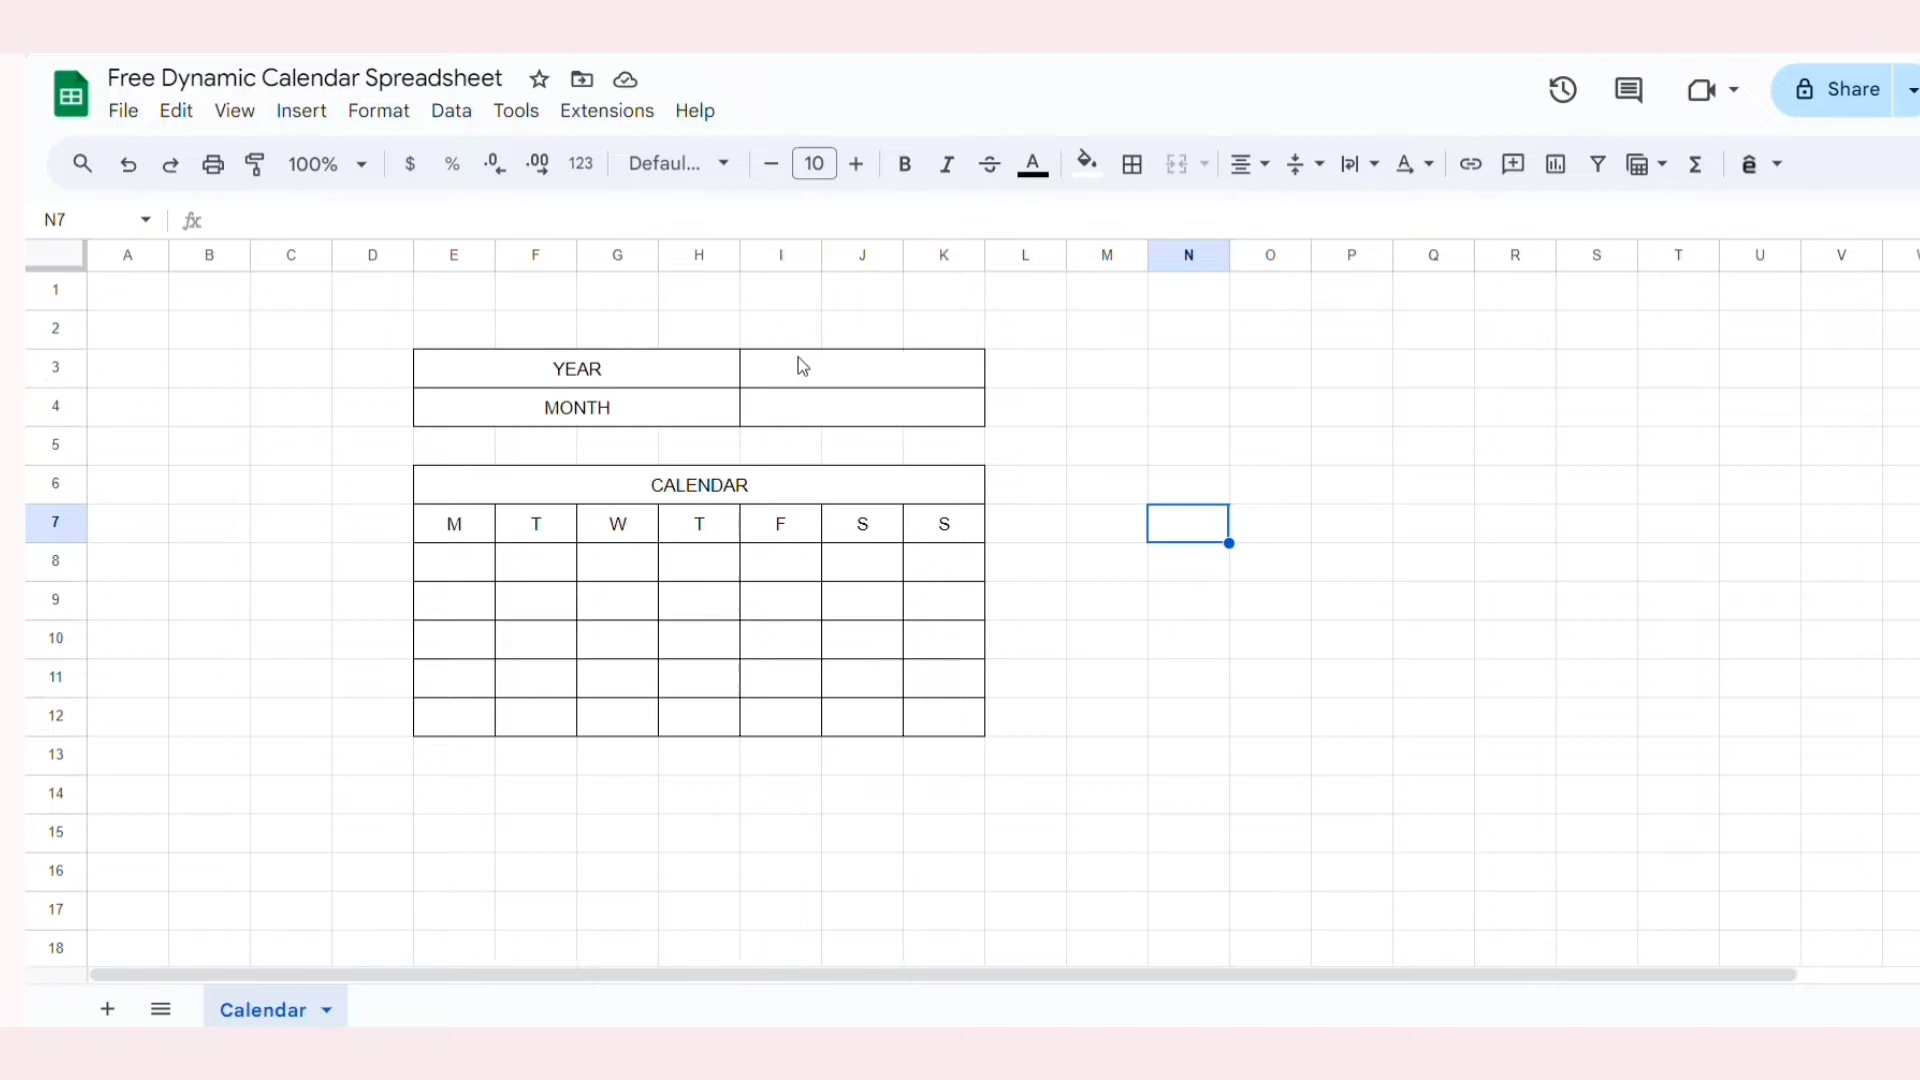 Free Dynamic Calendar Spreadsheet
File Edit View Insert Format Data Tools Extensions Help
Share
100% $ % .0 .00 123 Defaul... 10 B I S A A Σ ê
N7 fx
A B C D E F G H I J K L M N O P Q R S T U V
1
2
3 YEAR
4 MONTH
5
6 CALENDAR
7 M T W T F S S
8
9
10
11
12
13
14
15
16
17
18
+ Calendar